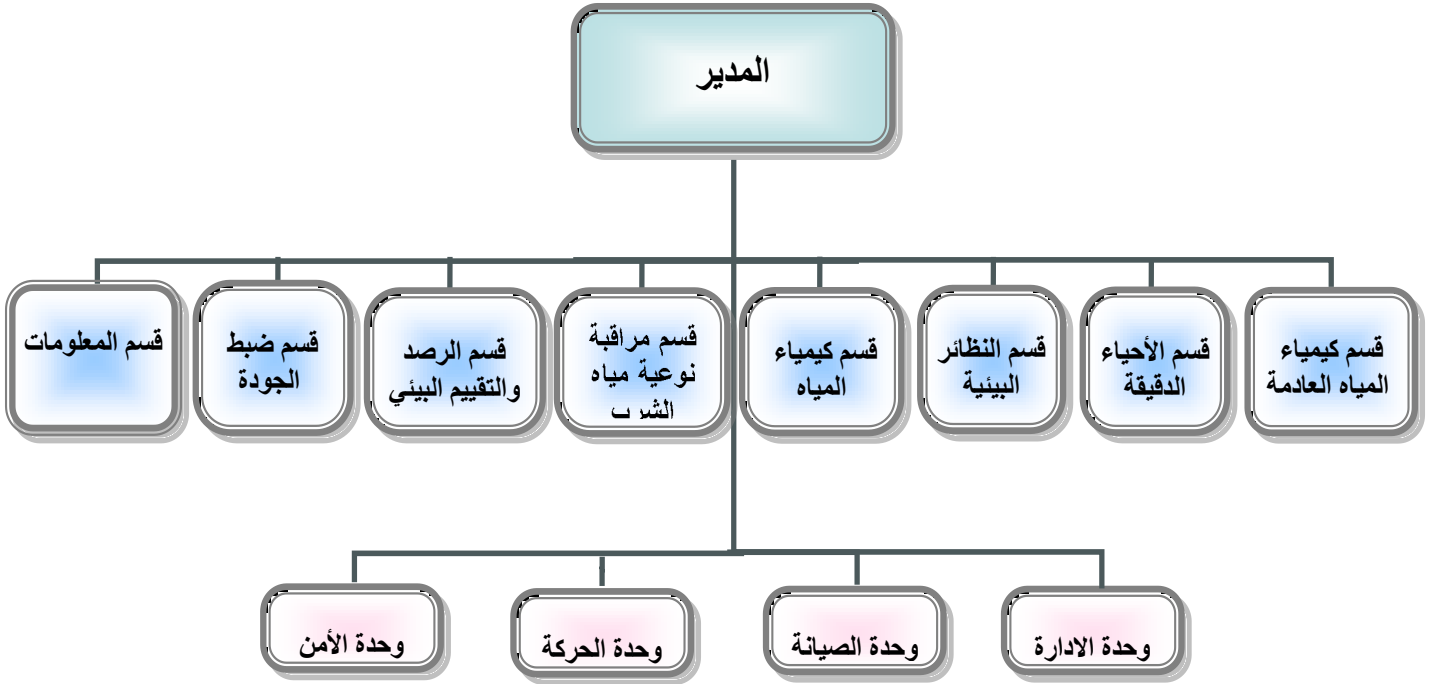 المدير
قسم كيمياء
المياه العادمة
قسم الأحياء
الدقيقة
قسم النظائر
البيئية
قسم كيمياء
المياه
قسم مراقبة
نوعية مياه
الشرب
قسم الرصد
والتقييم البيئي
قسم ضبط
الجودة
قسم المعلومات
وحدة الادارة
وحدة الصيانة
وحدة الحركة
وحدة الأمن